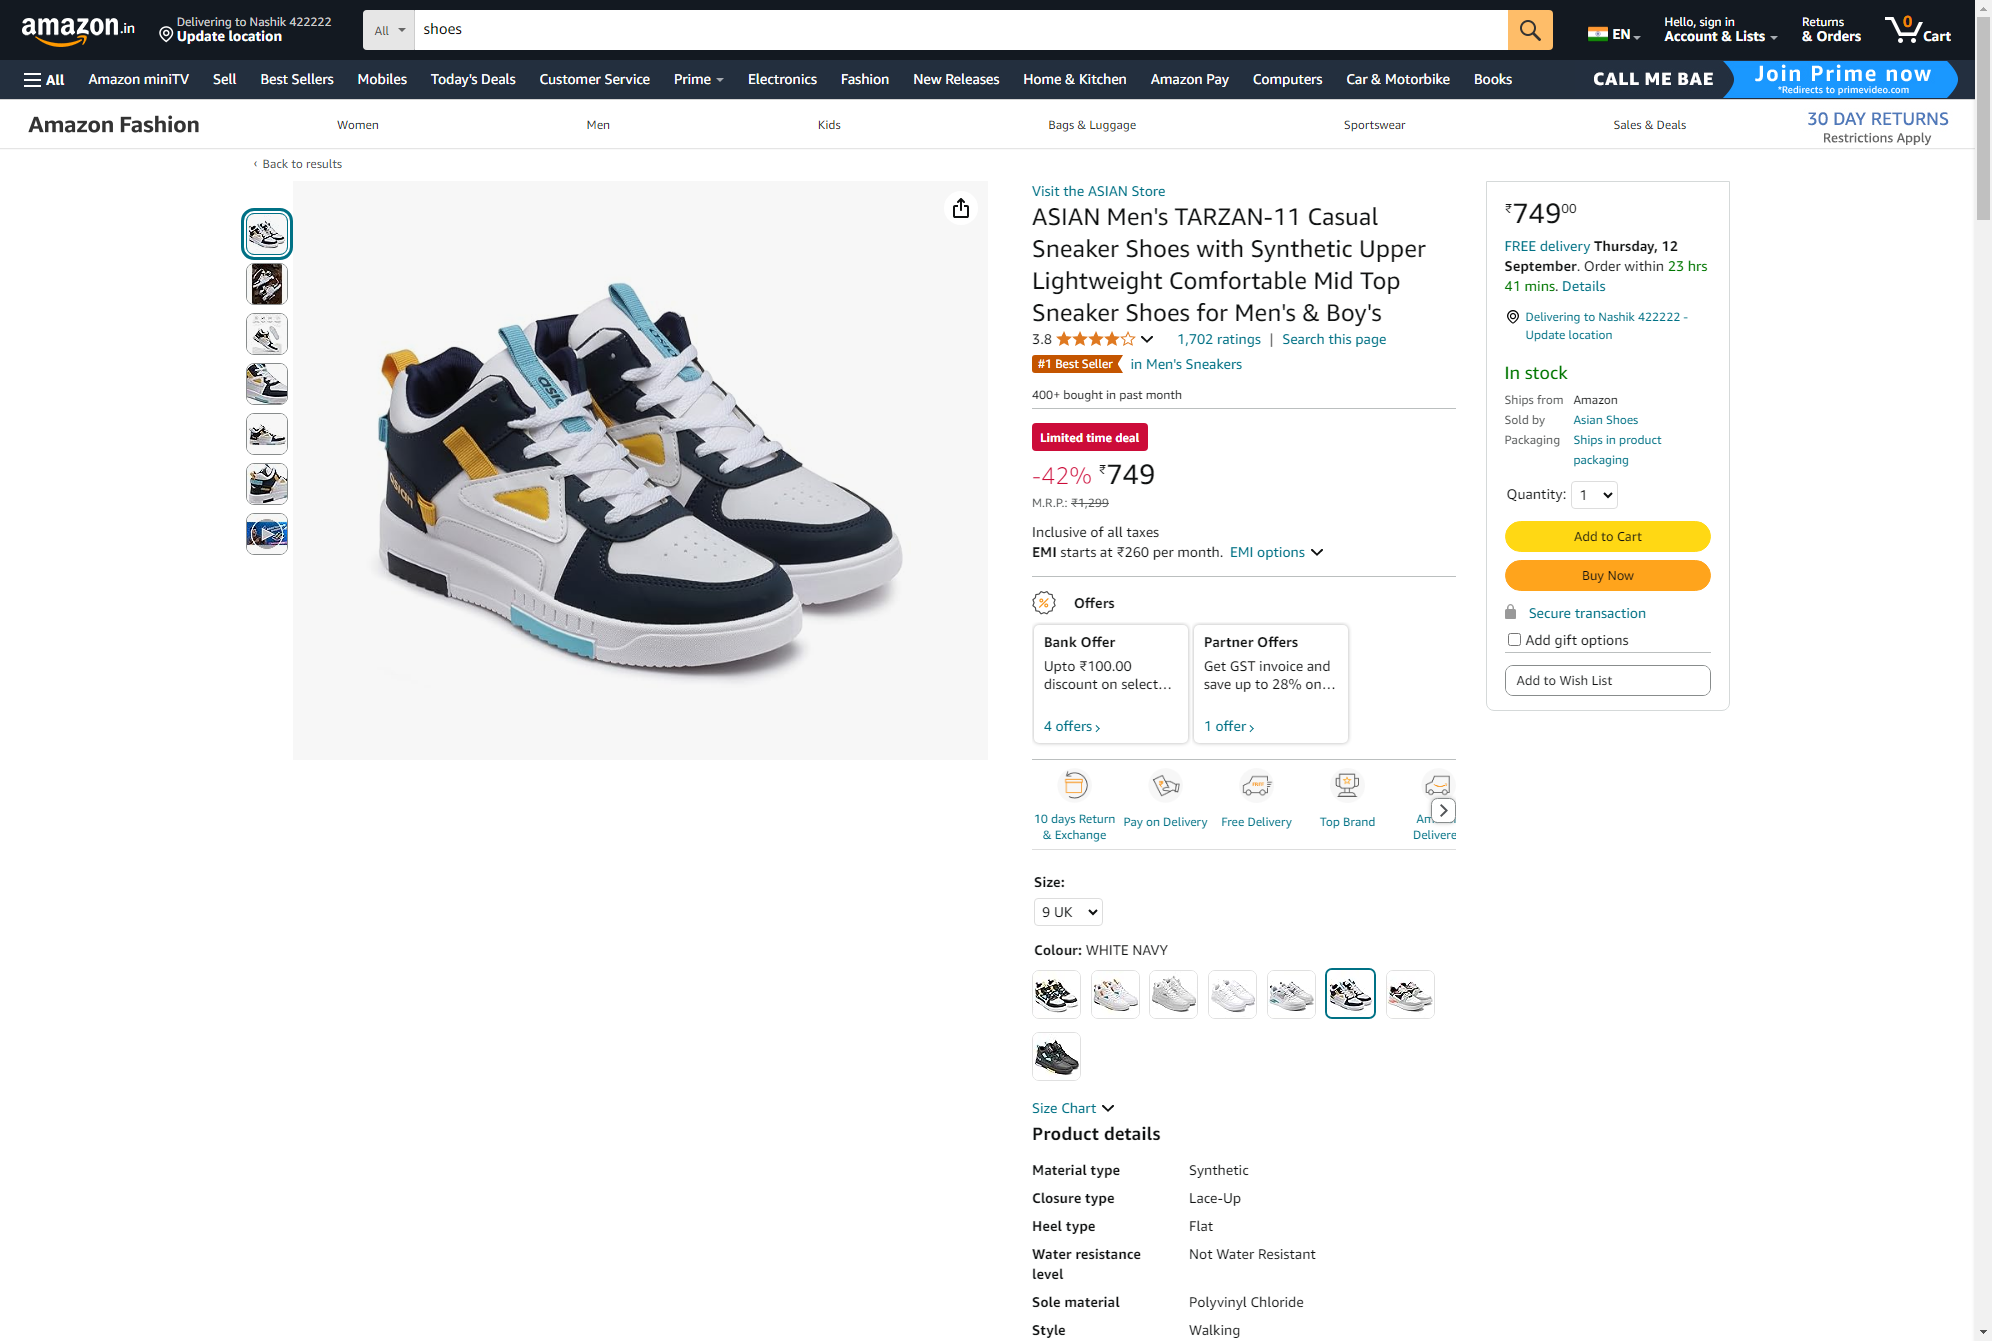 amazon.in
Delivering to Nashik 422222
Update location
All
shoes
EN
Hello, sign in
Account & Lists
Returns
& Orders
0
Cart
All
Amazon miniTV
Sell
Best Sellers
Mobiles
Today's Deals
Customer Service
Prime
Electronics
Fashion
New Releases
Home & Kitchen
Amazon Pay
Computers
Car & Motorbike
Books
CALL ME BAE
Join Prime now
*Redirects to primevideo.com
Amazon Fashion
Women
Men
Kids
Bags & Luggage
Sportswear
Sales & Deals
30 DAY RETURNS
Restrictions Apply
‹ Back to results
asian
Visit the ASIAN Store
ASIAN Men's TARZAN-11 Casual
Sneaker Shoes with Synthetic Upper
Lightweight Comfortable Mid Top
Sneaker Shoes for Men's & Boy's
3.8
1,702 ratings | Search this page
#1 Best Seller in Men's Sneakers
400+ bought in past month
Limited time deal
-42% ₹749
M.R.P.: ₹1,299
Inclusive of all taxes
EMI starts at ₹260 per month. EMI options
Offers
Bank Offer
Upto ₹100.00
discount on select…
4 offers ›
Partner Offers
Get GST invoice and
save up to 28% on…
1 offer ›
10 days Return
& Exchange
Pay on Delivery
Free Delivery
Top Brand
Delivere
Size:
9 UK
Colour: WHITE NAVY
Size Chart
Product details
Material type Synthetic
Closure type Lace-Up
Heel type Flat
Water resistance Not Water Resistant
level
Sole material Polyvinyl Chloride
Style Walking
₹749 00
FREE delivery Thursday, 12
September. Order within 23 hrs
41 mins. Details
Delivering to Nashik 422222 -
Update location
In stock
Ships from Amazon
Sold by Asian Shoes
Packaging Ships in product
packaging
Quantity: 1
Add to Cart
Buy Now
Secure transaction
Add gift options
Add to Wish List